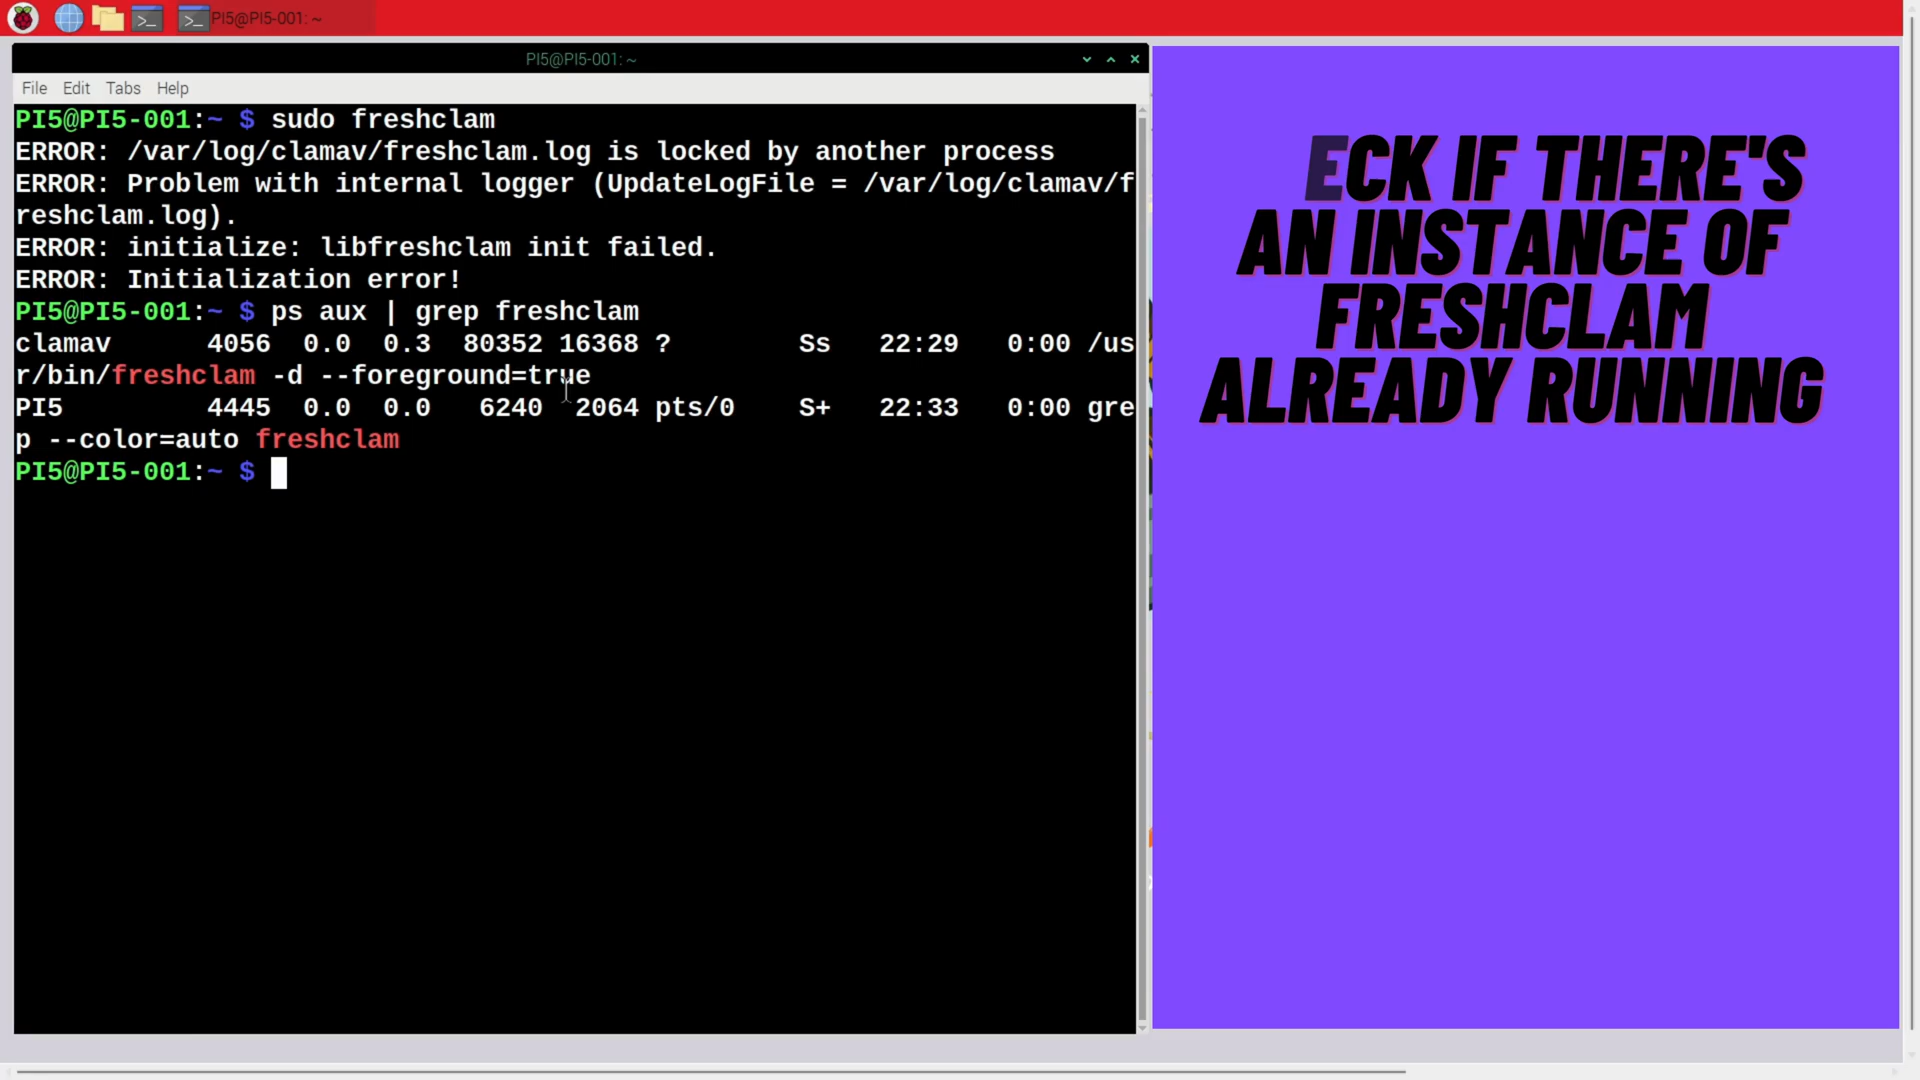 PI5@PI5-001: ~
PI5@PI5-001: ~
File Edit Tabs Help
PI5@PI5-001:~ $ sudo freshclam
ERROR: /var/log/clamav/freshclam.log is locked by another process
ERROR: Problem with internal logger (UpdateLogFile = /var/log/clamav/f
reshclam.log).
ERROR: initialize: libfreshclam init failed.
ERROR: Initialization error!
PI5@PI5-001:~ $ ps aux | grep freshclam
clamav 4056 0.0 0.3 80352 16368 ? Ss 22:29 0:00 /us
r/bin/freshclam -d --foreground=true
PI5 4445 0.0 0.0 6240 2064 pts/0 S+ 22:33 0:00 gre
p --color=auto freshclam
PI5@PI5-001:~ $
ECK IF THERE'S
AN INSTANCE OF
FRESHCLAM
ALREADY RUNNING